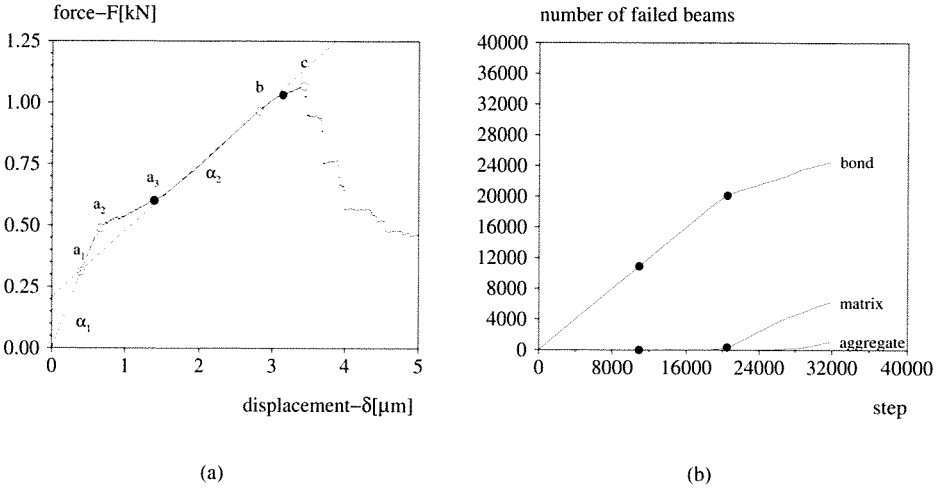 force–F[kN]
1.25
1.00
0.75
0.50
0.25
0.00
0 1 2 3 4 5
a₁
a₂
a₃
b
c
α₁
α₂
displacement–δ[μm]
(a)
number of failed beams
40000
36000
32000
28000
24000
20000
16000
12000
8000
4000
0
0 8000 16000 24000 32000 40000
bond
matrix
aggregate
step
(b)